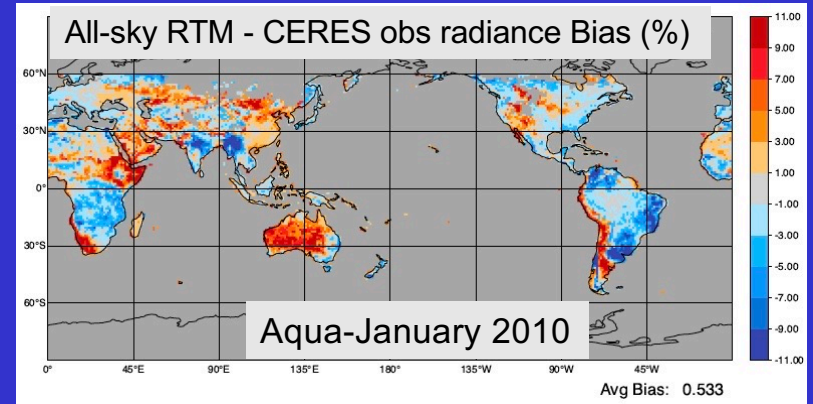 All-sky RTM - CERES obs radiance Bias (%)
11.00
9.00
7.00
5.00
3.00
1.00
-1.00
-3.00
-5.00
-7.00
-9.00
-11.00
60°N
30°N
0°
30°S
60°S
Aqua-January 2010
0° 45°E 90°E 135°E 180° 135°W 90°W 45°W
Avg Bias: 0.533